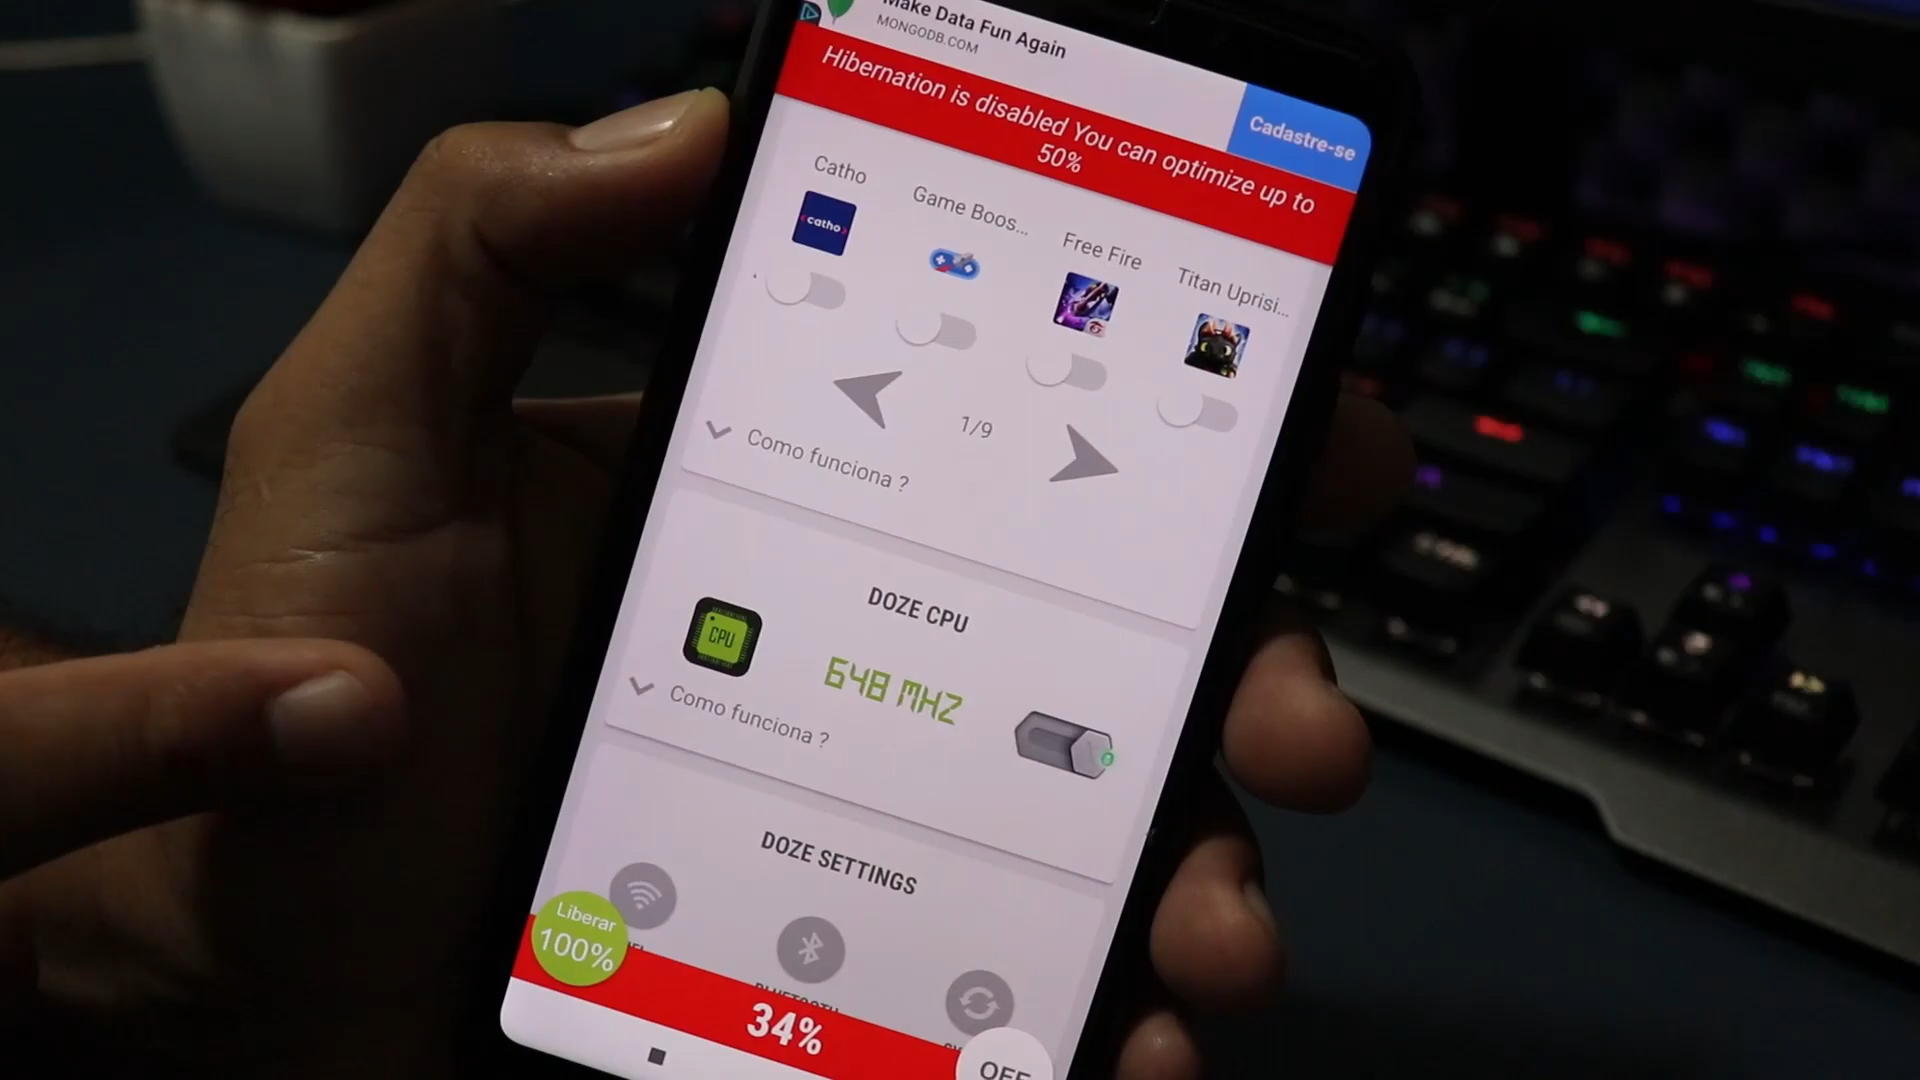 Make Data Fun Again
MONGODB.COM
Cadastre-se
Hibernation is disabled You can optimize up to
50%
Catho
Game Boos...
Free Fire
Titan Uprisi...
catho
1/9
Como funciona ?
DOZE CPU
CPU
648 MHZ
Como funciona ?
DOZE SETTINGS
Liberar
100%
BLUETOOTH
34%
OFF